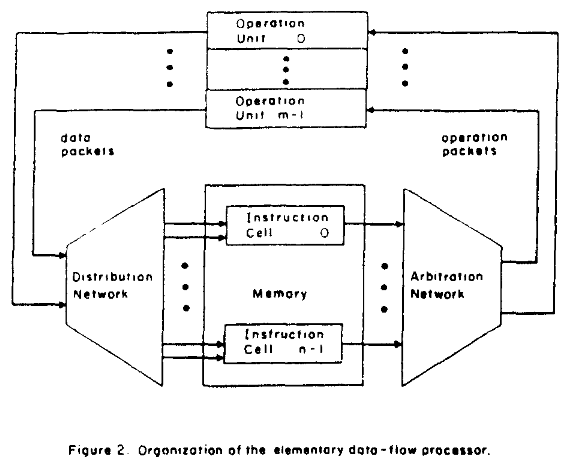 Operation
Unit 0
Operation
Unit m-1
data
packets
operation
packets
Instruction
Cell 0
Distribution
Network
Memory
Arbitration
Network
Instruction
Cell n-1
Figure 2. Organization of the elementary data-flow processor.